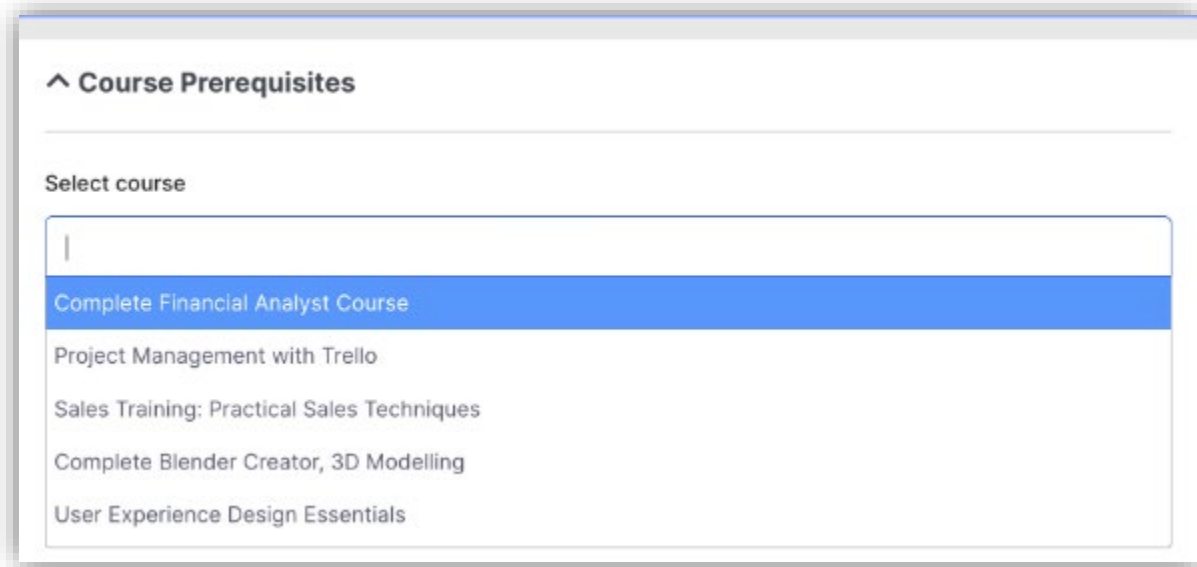 Course Prerequisites
Select course
Complete Financial Analyst Course
Project Management with Trello
Sales Training: Practical Sales Techniques
Complete Blender Creator, 3D Modelling
User Experience Design Essentials